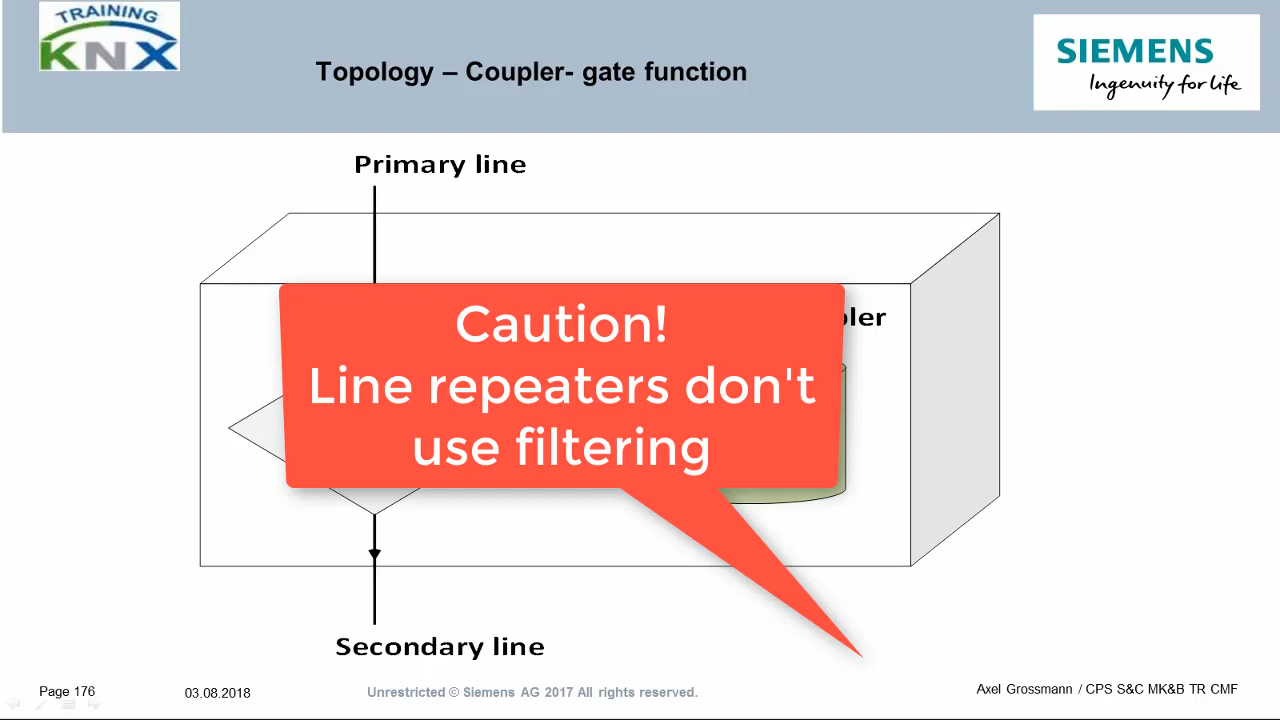 TRAINING
KNX
Topology – Coupler- gate function
SIEMENS
Ingenuity for life
Primary line
Caution!
Line repeaters don't
use filtering
Secondary line
Page 176
03.08.2018
Unrestricted © Siemens AG 2017 All rights reserved.
Axel Grossmann / CPS S&C MK&B TR CMF